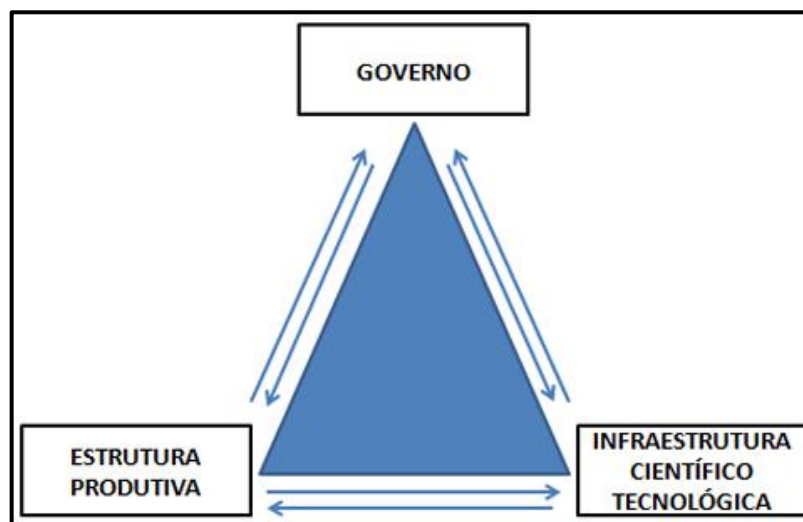 GOVERNO
ESTRUTURA
PRODUTIVA
INFRAESTRUTURA
CIENTÍFICO
TECNOLÓGICA